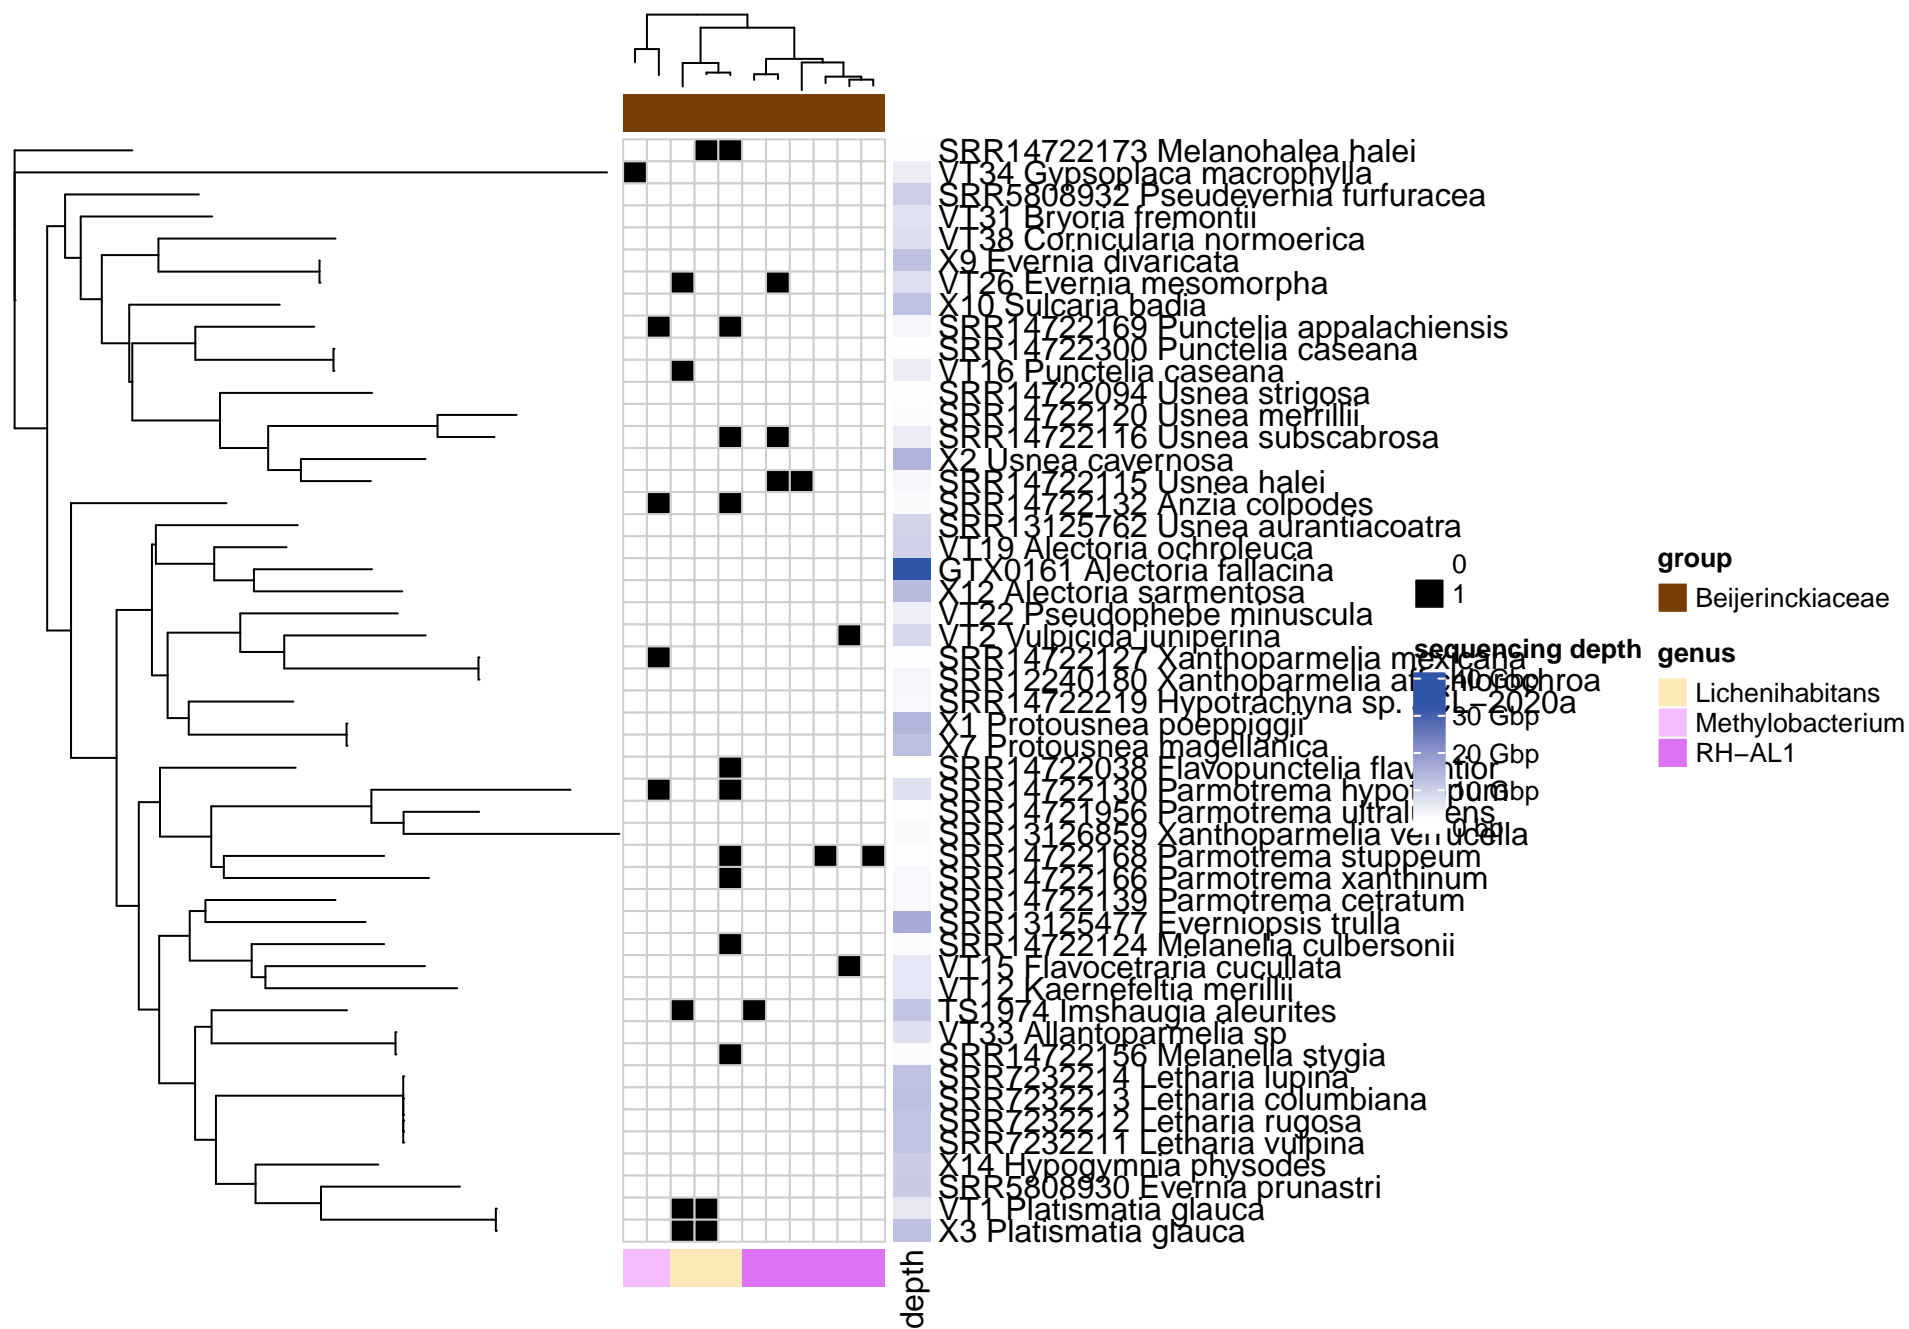 SRR14722173 Melanohalea halei
VT34 Gypsoplaca macrophylla
SRR5808932 Pseudevernia furfuracea
VT31 Bryoria fremontii
VT38 Cornicularia normoerica
X9 Evernia divaricata
VT26 Evernia mesomorpha
X10 Sulcaria badia
SRR14722169 Punctelia appalachiensis
SRR14722300 Punctelia caseana
VT16 Punctelia caseana
SRR14722094 Usnea strigosa
SRR14722120 Usnea merrillii
SRR14722116 Usnea subscabrosa
X2 Usnea cavernosa
SRR14722115 Usnea halei
SRR14722132 Anzia colpodes
SRR13125762 Usnea aurantiacoatra
VT19 Alectoria ochroleuca
GTX0161 Alectoria fallacina
X12 Alectoria sarmentosa
VT22 Pseudophebe minuscula
VT2 Vulpicida juniperina
SRR14722127 Xanthoparmelia mexicana
SRR12240180 Xanthoparmelia
SRR14722219 Hypotrachyna sp.
X1 Protousnea poeppiggii
X7 Protousnea magellanica
SRR14722038 Flavopunctelia
SRR14722130 Parmotrema
SRR14721956 Parmotrema
SRR13126859 Xanthoparmelia
SRR14722168 Parmotrema stuppeum
SRR14722166 Parmotrema xanthinum
SRR14722139 Parmotrema cetratum
SRR13125477 Everniopsis trulla
SRR14722124 Melanelia culbersonii
VT15 Flavocetraria cucullata
VT12 Kaernefeltia merillii
TS1974 Imshaugia aleurites
VT33 Allantoparmelia sp
SRR14722156 Melanelia stygia
SRR7232214 Letharia lupina
SRR7232213 Letharia columbiana
SRR7232212 Letharia rugosa
SRR7232211 Letharia vulpina
X14 Hypogymnia physodes
SRR5808930 Evernia prunastri
VT1 Platismatia glauca
X3 Platismatia glauca
depth
0
1
sequencing depth
40 Gbp
30 Gbp
20 Gbp
10 Gbp
0 bp
group
Beijerinckiaceae
genus
Lichenihabitans
Methylobacterium
RH−AL1